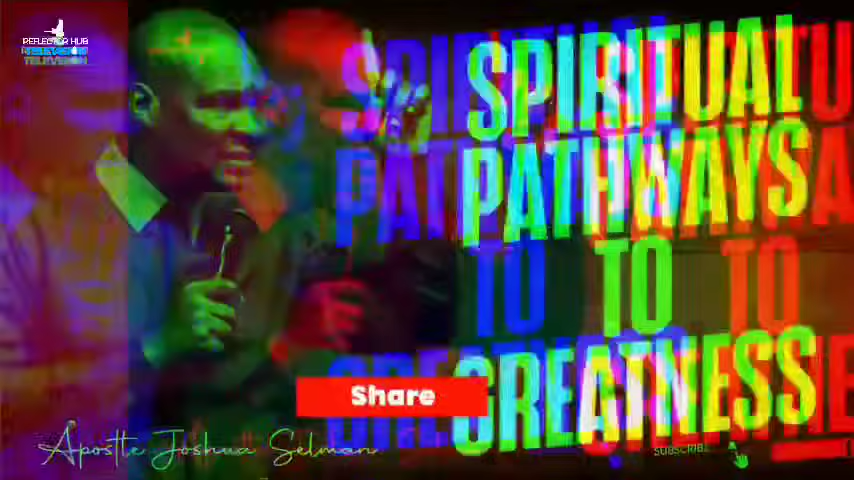 REFLECTOR HUB
TELEVISION
SPIRITUAL
PATHWAYS
TO
GREATNESS
Share
Apostle Joshua Selman
SUBSCRIBE